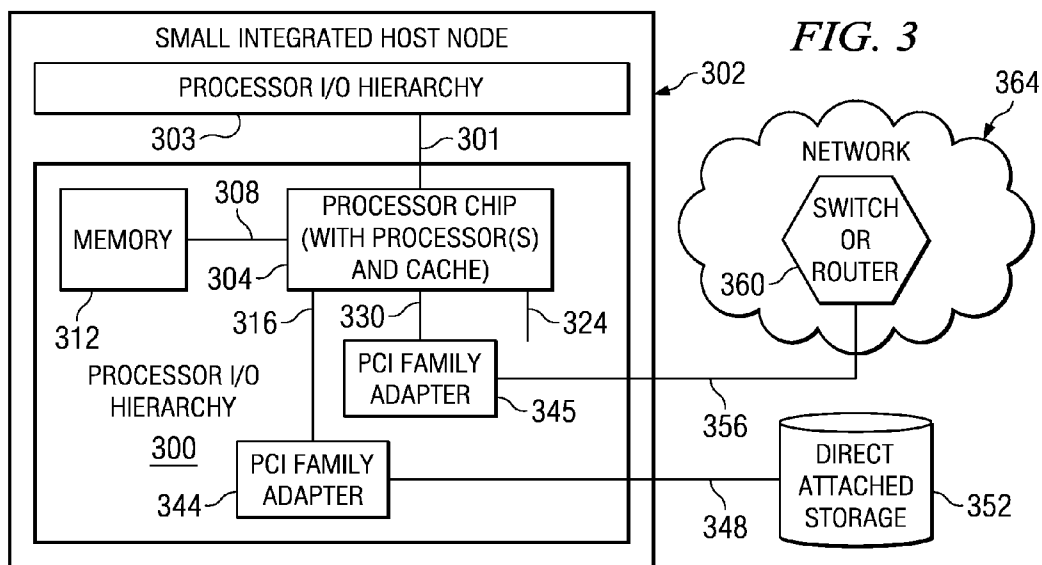 SMALL INTEGRATED HOST NODE
FIG. 3
PROCESSOR I/O HIERARCHY
302
364
303
301
NETWORK
308
MEMORY
PROCESSOR CHIP
(WITH PROCESSOR(S)
AND CACHE)
304
SWITCH
OR
ROUTER
360
312
316
330
324
PROCESSOR I/O
HIERARCHY
300
PCI FAMILY
ADAPTER
345
356
344
PCI FAMILY
ADAPTER
348
DIRECT
ATTACHED
STORAGE
352